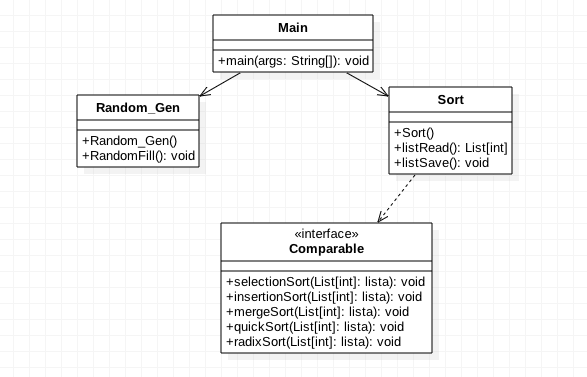 Main
+main(args: String[]): void
Random_Gen
+Random_Gen()
+RandomFill(): void
Sort
+Sort()
+listRead(): List[int]
+listSave(): void
«interface»
Comparable
+selectionSort(List[int]: lista): void
+insertionSort(List[int]: lista): void
+mergeSort(List[int]: lista): void
+quickSort(List[int]: lista): void
+radixSort(List[int]: lista): void